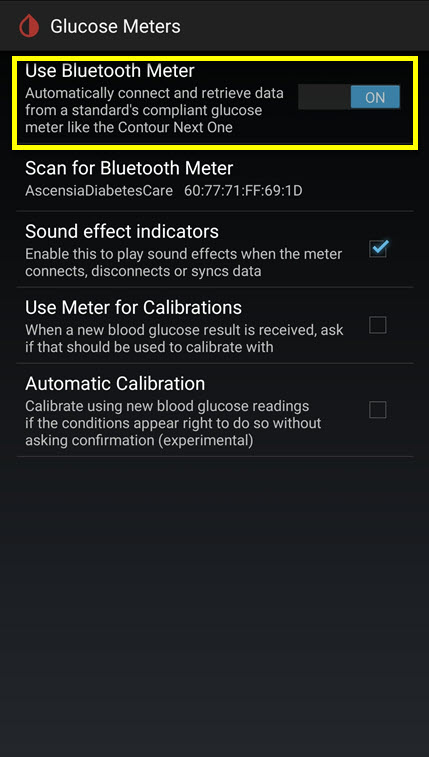 Glucose Meters
Use Bluetooth Meter
Automatically connect and retrieve data
from a standard's compliant glucose
meter like the Contour Next One
ON
Scan for Bluetooth Meter
AscensiaDiabetesCare 60:77:71:FF:69:1D
Sound effect indicators
Enable this to play sound effects when the meter
connects, disconnects or syncs data
Use Meter for Calibrations
When a new blood glucose result is received, ask
if that should be used to calibrate with
Automatic Calibration
Calibrate using new blood glucose readings
if the conditions appear right to do so without
asking confirmation (experimental)